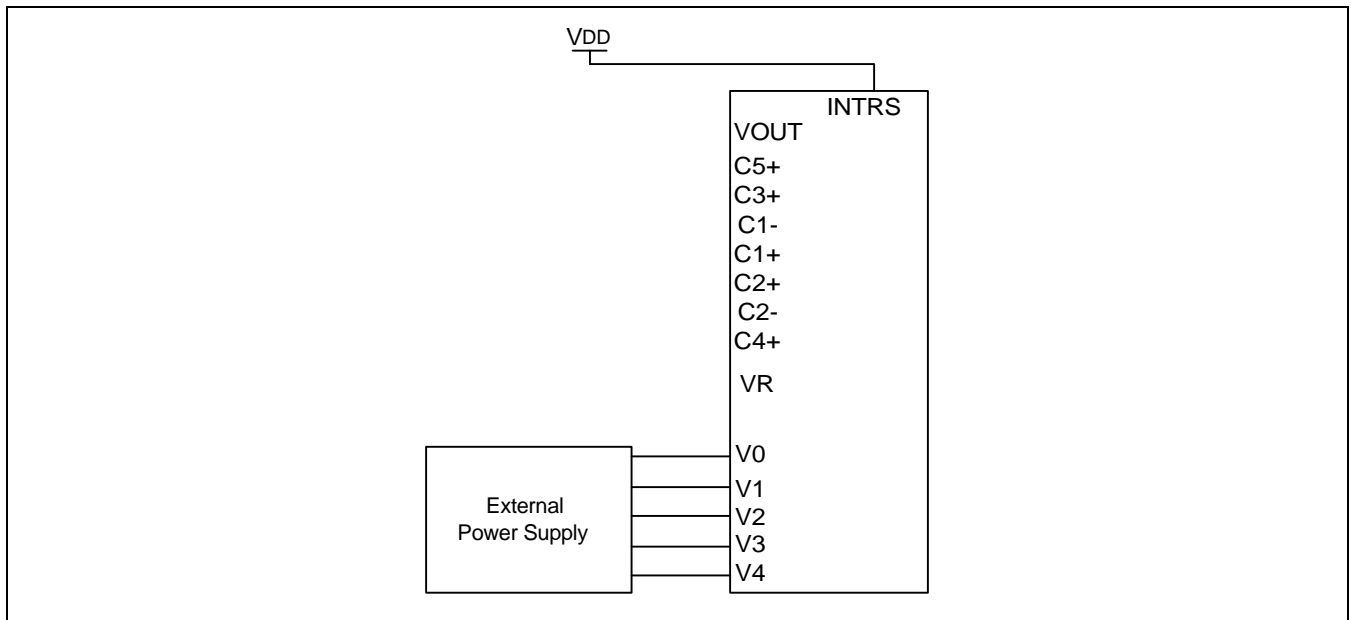 VDD
INTRS
VOUT
C5+
C3+
C1-
C1+
C2+
C2-
C4+
VR
V0
V1
V2
V3
V4
External
Power Supply